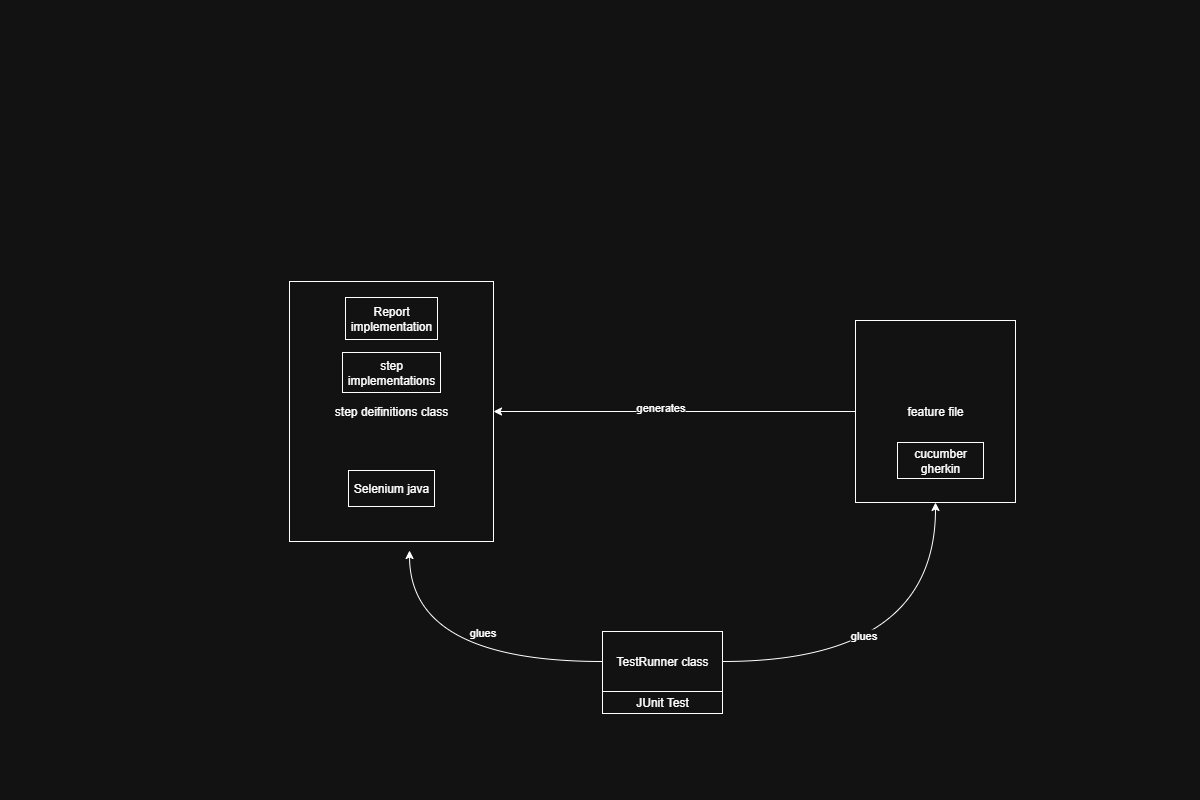 Report
implementation
step
implementations
step deifinitions class
Selenium java
generates
feature file
cucumber
gherkin
glues
glues
TestRunner class
JUnit Test